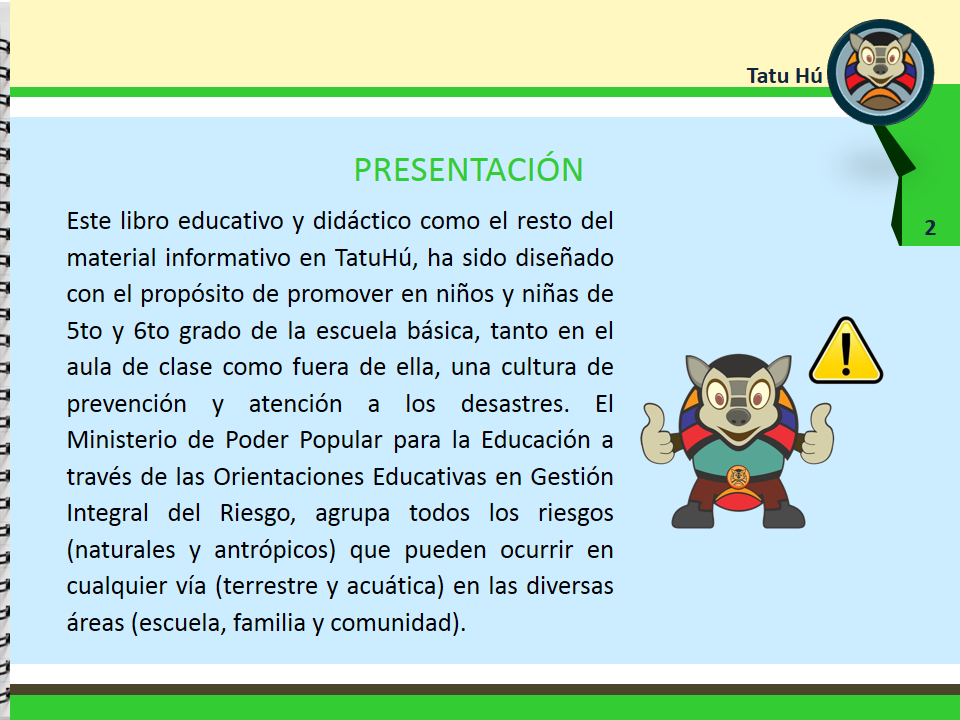 Tatu Hú
2
PRESENTACIÓN
Este libro educativo y didáctico como el resto del
material informativo en TatuHú, ha sido diseñado
con el propósito de promover en niños y niñas de
5to y 6to grado de la escuela básica, tanto en el
aula de clase como fuera de ella, una cultura de
prevención y atención a los desastres. El
Ministerio de Poder Popular para la Educación a
través de las Orientaciones Educativas en Gestión
Integral del Riesgo, agrupa todos los riesgos
(naturales y antrópicos) que pueden ocurrir en
cualquier vía (terrestre y acuática) en las diversas
áreas (escuela, familia y comunidad).
!